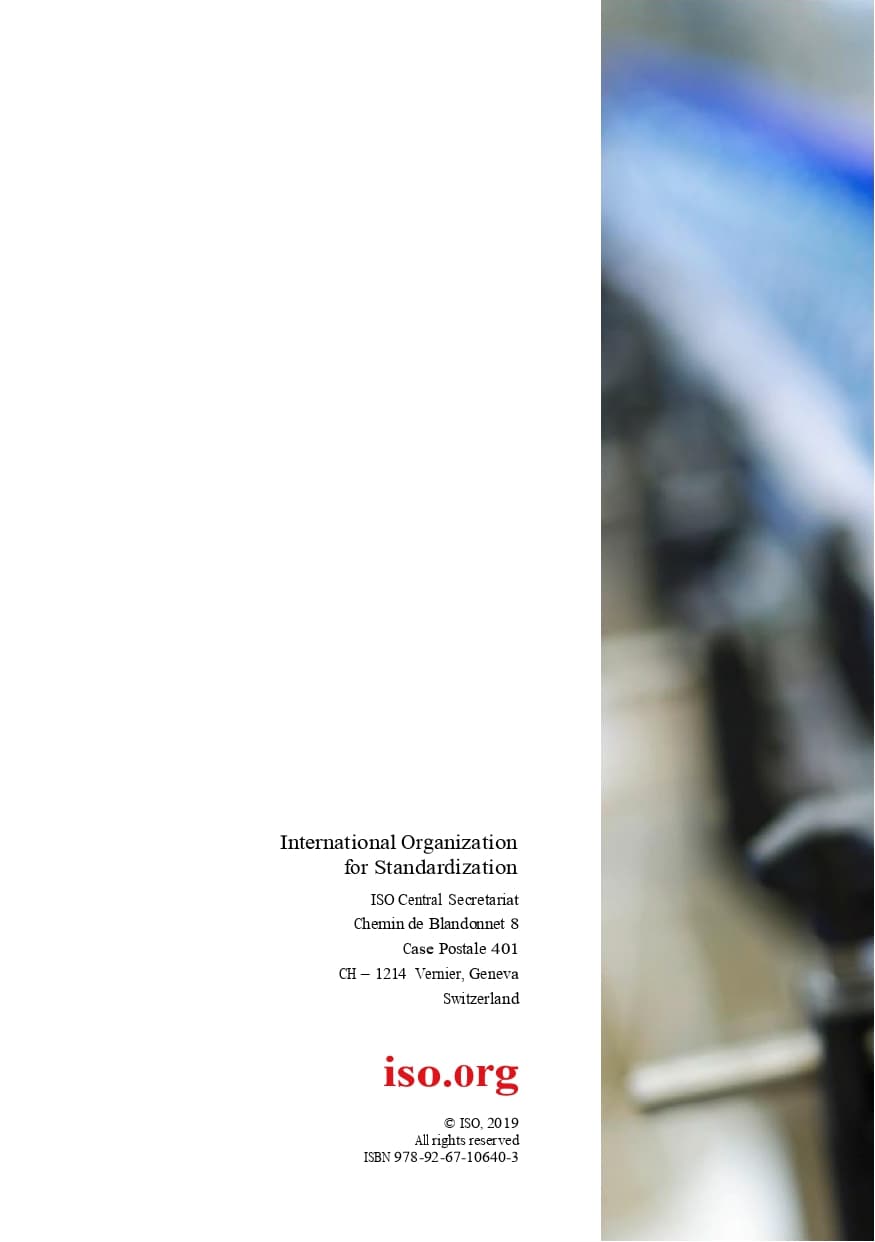 International Organization
for Standardization
ISO Central Secretariat
Chemin de Blandonnet 8
Case Postale 401
CH – 1214 Vernier, Geneva
Switzerland
iso.org
© ISO, 2019
All rights reserved
ISBN 978-92-67-10640-3